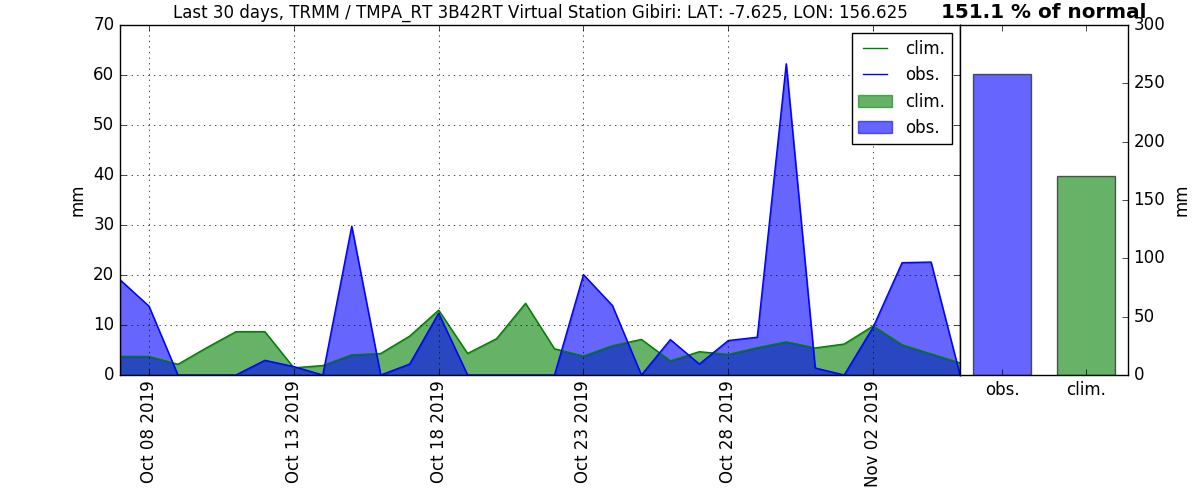 Last 30 days, TRMM / TMPA_RT 3B42RT Virtual Station Gibiri: LAT: -7.625, LON: 156.625
151.1 % of normal
70
60
50
40
30
20
10
0
mm
clim.
obs.
clim.
obs.
Oct 08 2019
Oct 13 2019
Oct 18 2019
Oct 23 2019
Oct 28 2019
Nov 02 2019
300
250
200
150
100
50
0
mm
obs.
clim.